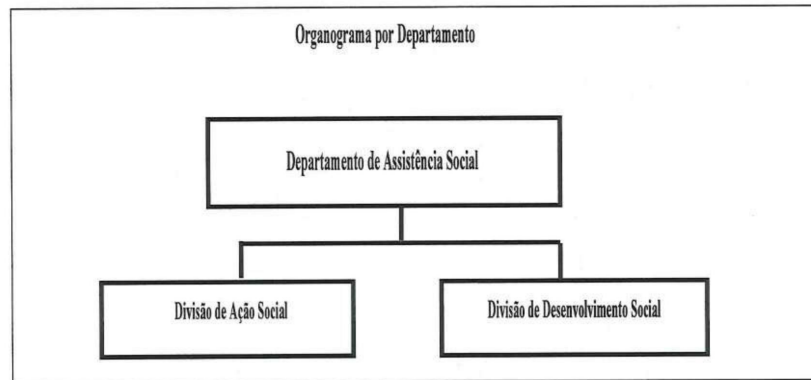 Organograma por Departamento
Departamento de Assistência Social
Divisão de Ação Social
Divisão de Desenvolvimento Social